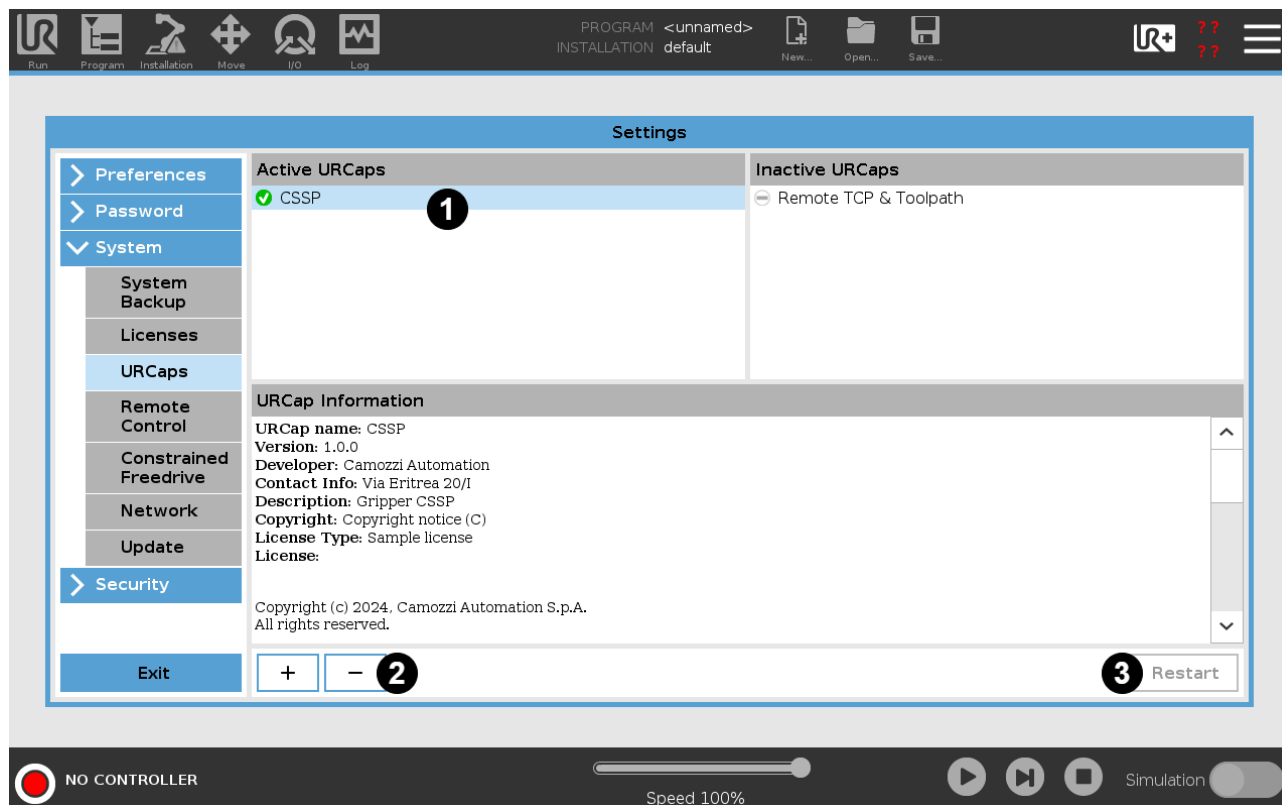 PROGRAM <unnamed>
INSTALLATION default
UR+
? ?
? ?
Run
Program
Installation
Move
I/O
Log
New...
Open...
Save...
Settings
Preferences
Password
System
System
Backup
Licenses
URCaps
Remote
Control
Constrained
Freedrive
Network
Update
Security
Exit
Active URCaps
CSSP
1
Inactive URCaps
Remote TCP & Toolpath
URCap Information
URCap name: CSSP
Version: 1.0.0
Developer: Camozzi Automation
Contact Info: Via Eritrea 20/I
Description: Gripper CSSP
Copyright: Copyright notice (C)
License Type: Sample license
License:
Copyright (c) 2024, Camozzi Automation S.p.A.
All rights reserved.
+
−
2
3
Restart
NO CONTROLLER
Speed 100%
Simulation